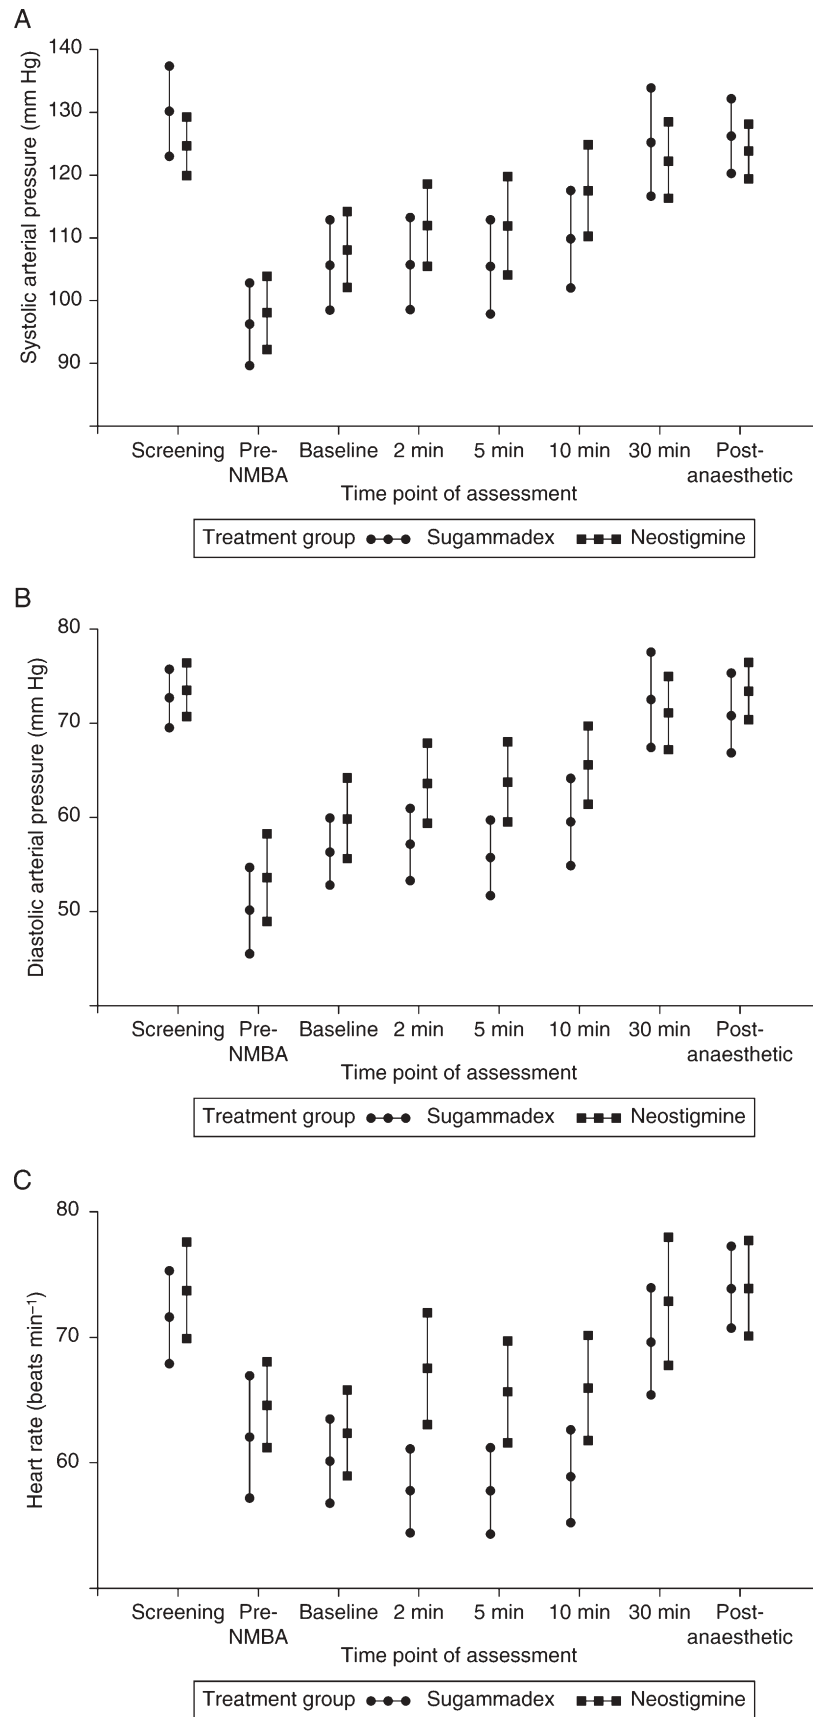 A
Systolic arterial pressure (mm Hg)
140
130
120
110
100
90
Screening Pre-NMBA Baseline 2 min 5 min 10 min 30 min Post-anaesthetic
Time point of assessment
Treatment group Sugammadex Neostigmine
B
Diastolic arterial pressure (mm Hg)
80
70
60
50
Screening Pre-NMBA Baseline 2 min 5 min 10 min 30 min Post-anaesthetic
Time point of assessment
Treatment group Sugammadex Neostigmine
C
Heart rate (beats min⁻¹)
80
70
60
Screening Pre-NMBA Baseline 2 min 5 min 10 min 30 min Post-anaesthetic
Time point of assessment
Treatment group Sugammadex Neostigmine